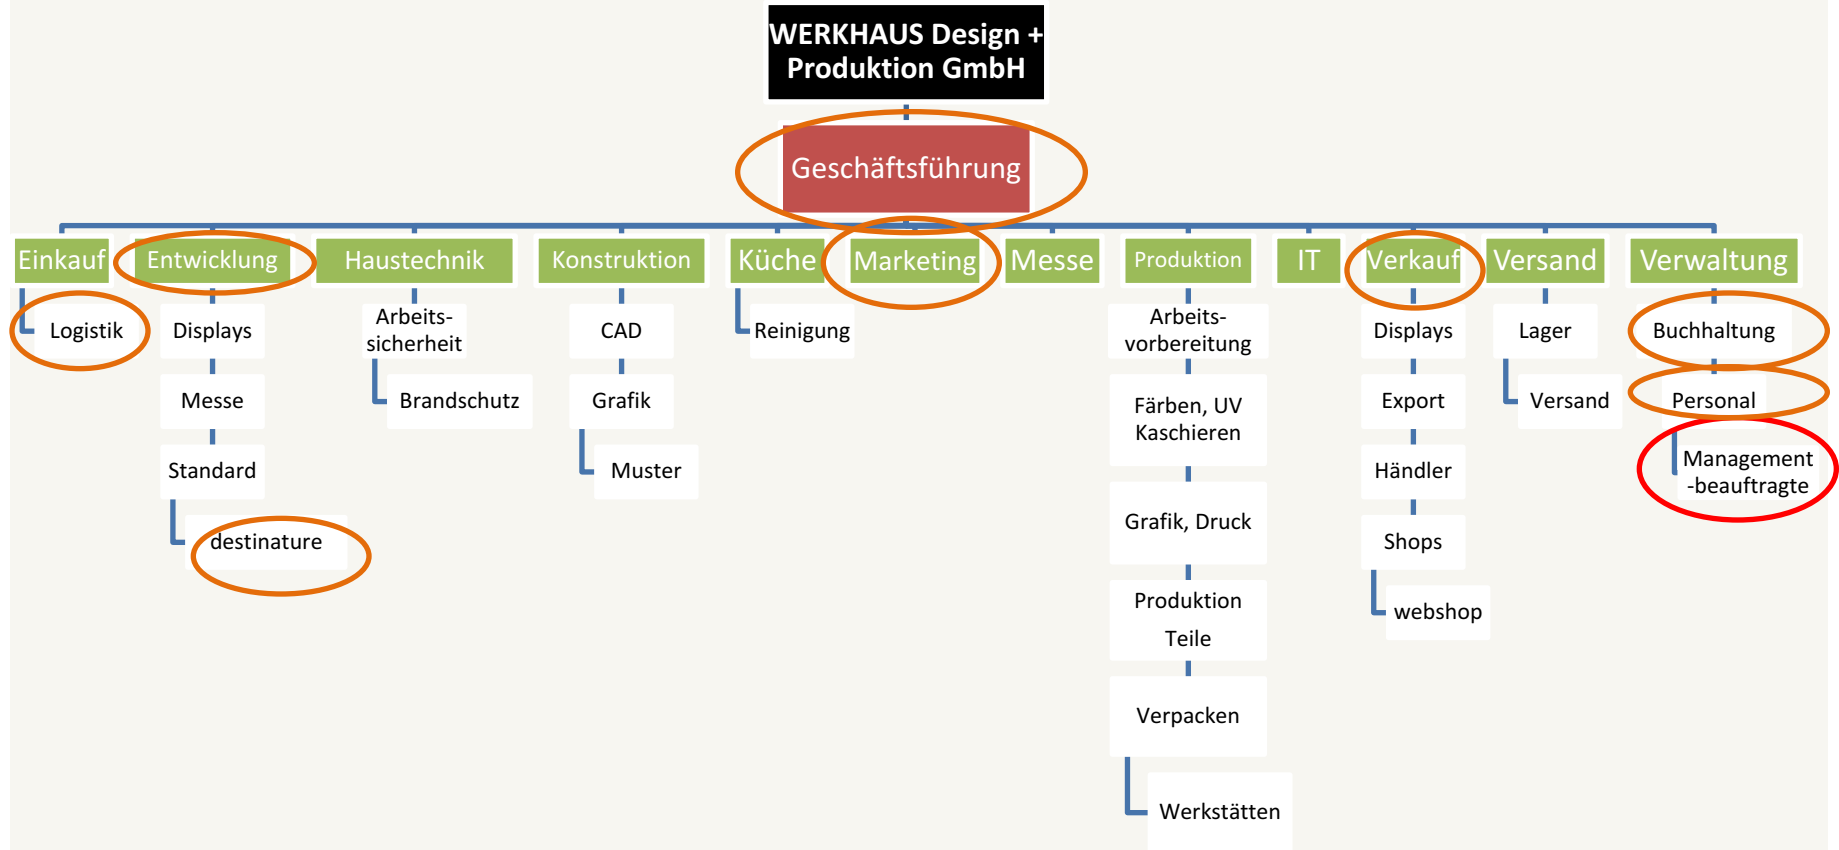 WERKHAUS Design +
Produktion GmbH
Geschäftsführung
Einkauf
Entwicklung
Haustechnik
Konstruktion
Küche
Marketing
Messe
Produktion
IT
Verkauf
Versand
Verwaltung
Logistik
Displays
Messe
Standard
destinature
Arbeits-
sicherheit
Brandschutz
CAD
Grafik
Muster
Reinigung
Arbeits-
vorbereitung
Färben, UV
Kaschieren
Grafik, Druck
Produktion
Teile
Verpacken
Werkstätten
Displays
Export
Händler
Shops
webshop
Lager
Versand
Buchhaltung
Personal
Management
-beauftragte